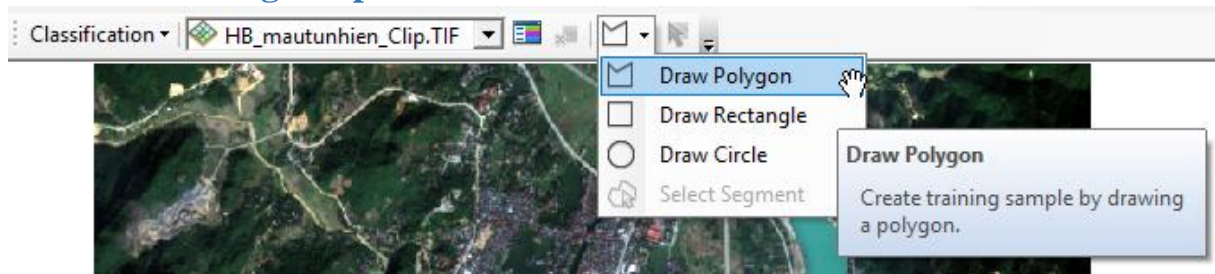 Classification HB_mautunhien_Clip.TIF
Draw Polygon
Draw Rectangle
Draw Circle
Select Segment
Draw Polygon
Create training sample by drawing
a polygon.